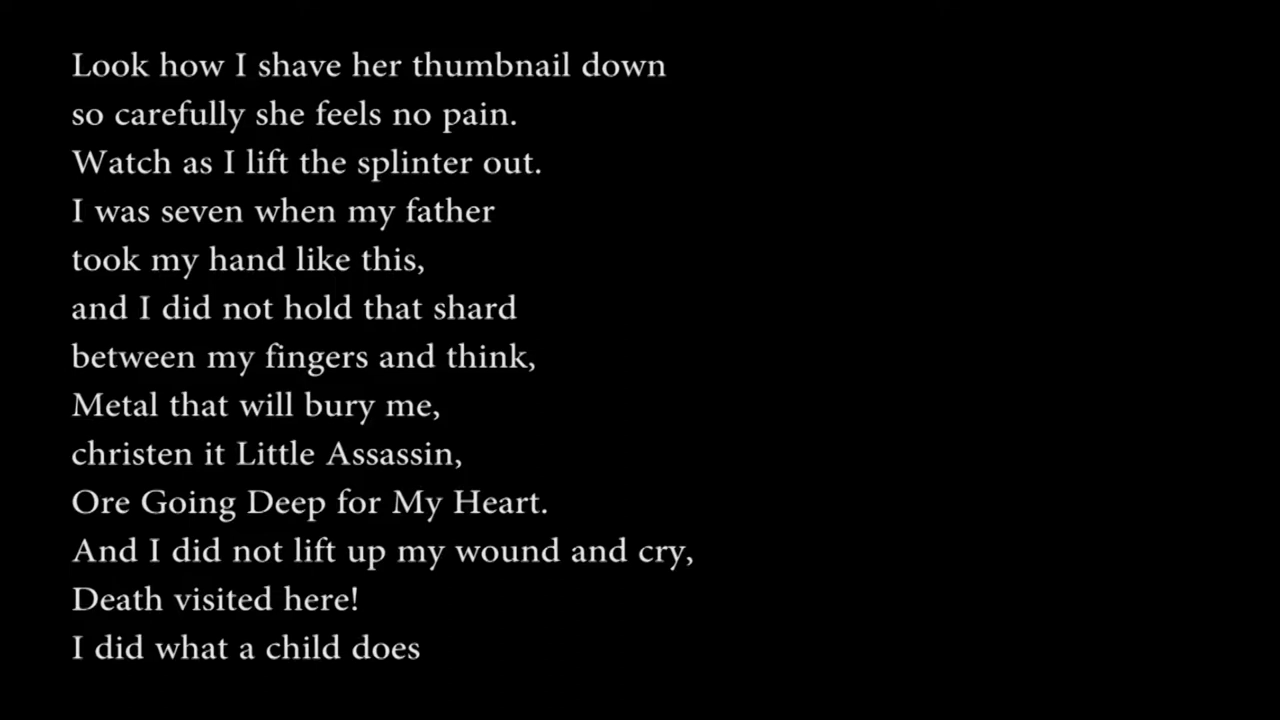 Look how I shave her thumbnail down
so carefully she feels no pain.
Watch as I lift the splinter out.
I was seven when my father
took my hand like this,
and I did not hold that shard
between my fingers and think,
Metal that will bury me,
christen it Little Assassin,
Ore Going Deep for My Heart.
And I did not lift up my wound and cry,
Death visited here!
I did what a child does